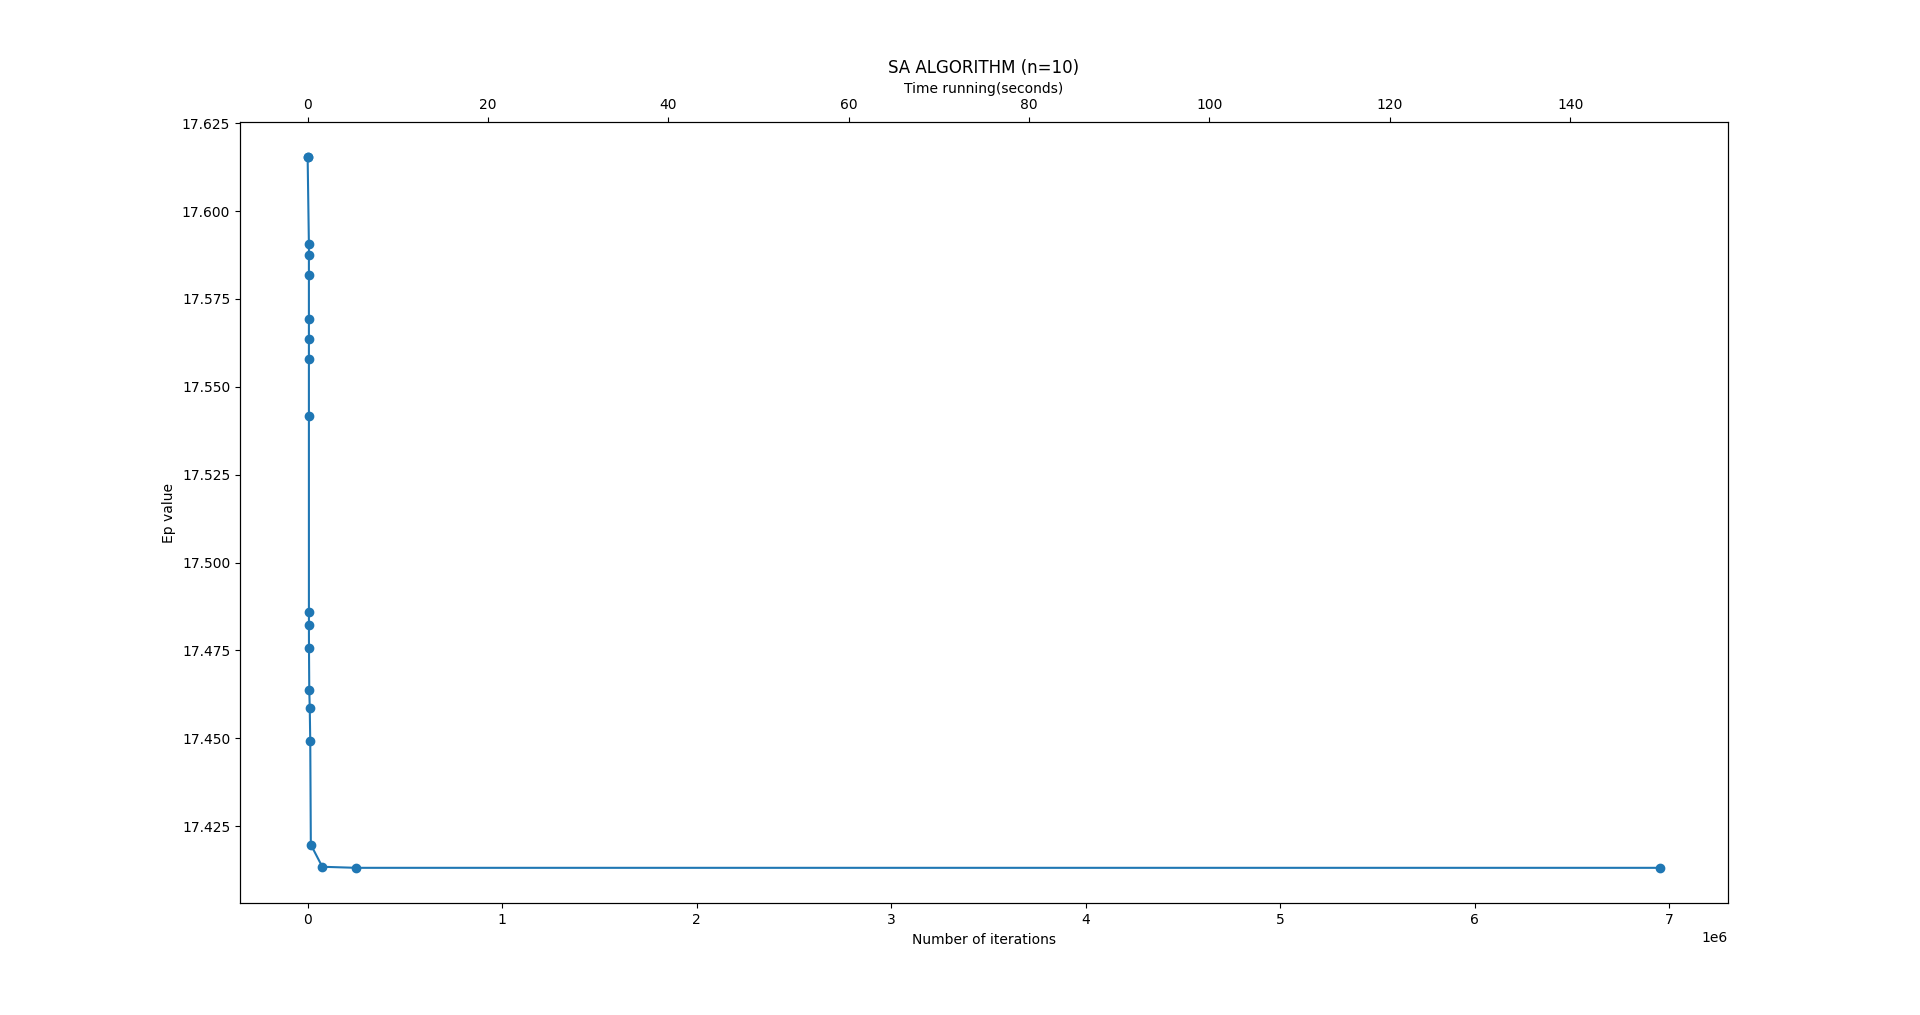 SA ALGORITHM (n=10)
Time running(seconds)
0 20 40 60 80 100 120 140
17.625
17.600
17.575
17.550
17.525
17.500
17.475
17.450
17.425
Ep value
0 1 2 3 4 5 6 7
1e6
Number of iterations